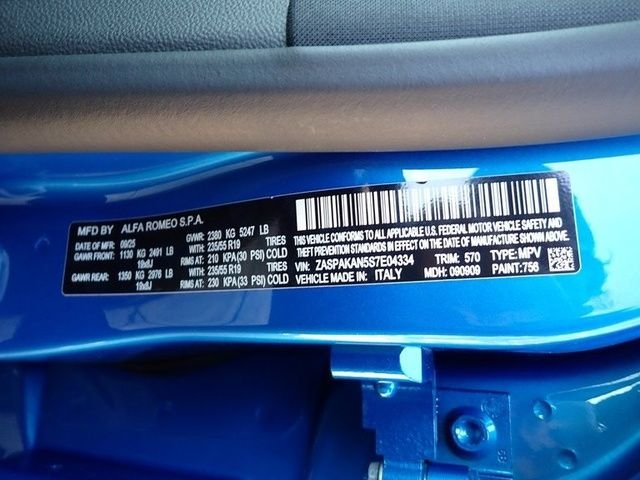 MFD BY ALFA ROMEO S.P.A.
DATE OF MFD: 09/25 GVWR: 2380 KG 5247 LB
GAWR FRONT: 1130 KG 2491 LB 235/55 R19 TIRES
19x8J RIMS AT: 210 KPA (30 PSI) COLD
GAWR REAR: 1350 KG 2976 LB 235/55 R19 TIRES
19x8J RIMS AT: 230 KPA (33 PSI) COLD
THIS VEHICLE CONFORMS TO ALL APPLICABLE FEDERAL MOTOR VEHICLE SAFETY AND
THEFT PREVENTION STANDARDS IN EFFECT ON THE DATE OF MANUFACTURE SHOWN ABOVE.
VIN: ZASPAKAN5S7E04334 TRIM: 570 TYPE: MPV
MADE IN: ITALY MDH: 090909 PAINT: 756